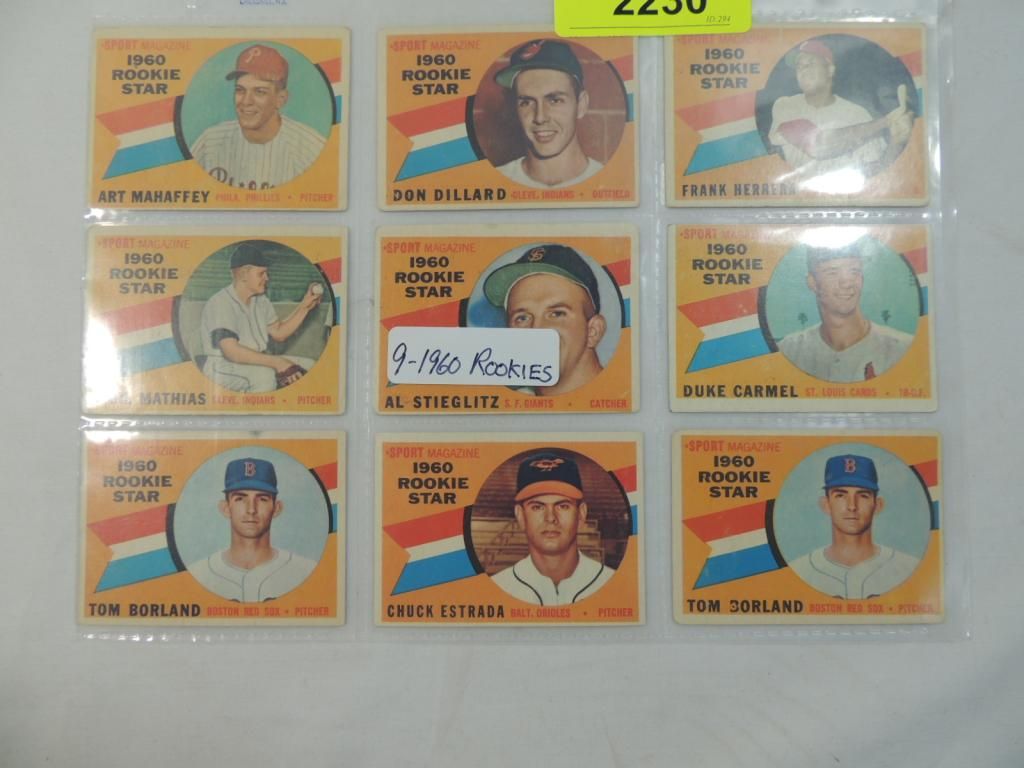 2230
ID:294
SPORT MAGAZINE
1960
ROOKIE
STAR
ART MAHAFFEY PHILA. PHILLIES • PITCHER
SPORT MAGAZINE
1960
ROOKIE
STAR
DON DILLARD CLEVE. INDIANS • OUTFIELD
SPORT MAGAZINE
1960
ROOKIE
STAR
FRANK HERRERA
SPORT MAGAZINE
1960
ROOKIE
STAR
MATHIAS CLEVE. INDIANS • PITCHER
SPORT MAGAZINE
1960
ROOKIE
STAR
9-1960 ROOKIES
AL STIEGLITZ S. F. GIANTS • CATCHER
SPORT MAGAZINE
1960
ROOKIE
STAR
DUKE CARMEL ST. LOUIS CARDS • 1B-O.F.
SPORT MAGAZINE
1960
ROOKIE
STAR
TOM BORLAND BOSTON RED SOX • PITCHER
SPORT MAGAZINE
1960
ROOKIE
STAR
CHUCK ESTRADA BALT. ORIOLES • PITCHER
SPORT MAGAZINE
1960
ROOKIE
STAR
TOM BORLAND BOSTON RED SOX • PITCHER